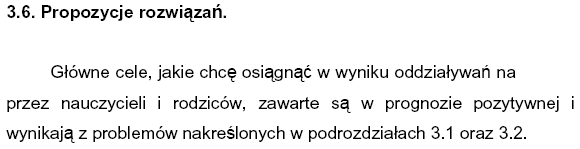 3.6. Propozycje rozwiązań.
Główne cele, jakie chcę osiągnąć w wyniku oddziaływań na
przez nauczycieli i rodziców, zawarte są w prognozie pozytywnej i
wynikają z problemów nakreślonych w podrozdziałach 3.1 oraz 3.2.